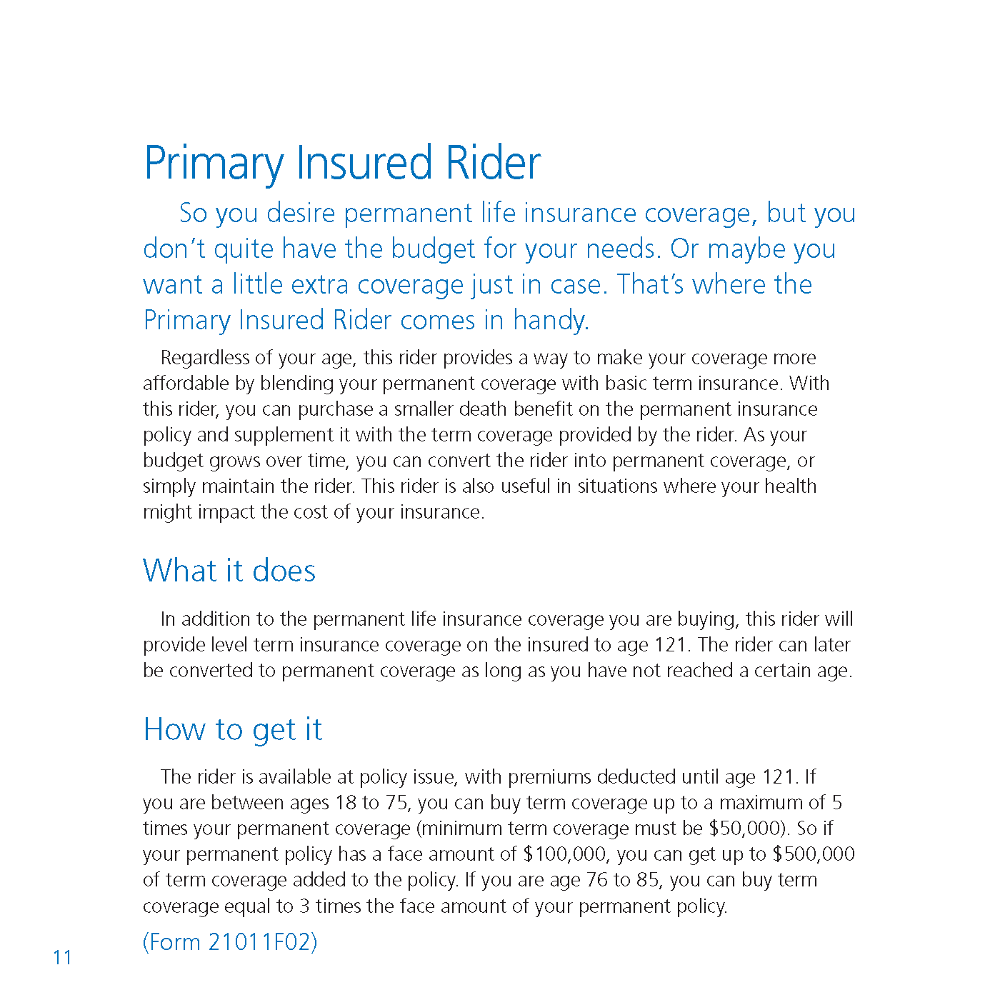 Primary Insured Rider
So you desire permanent life insurance coverage, but you
don’t quite have the budget for your needs. Or maybe you
want a little extra coverage just in case. That’s where the
Primary Insured Rider comes in handy.
Regardless of your age, this rider provides a way to make your coverage more
affordable by blending your permanent coverage with basic term insurance. With
this rider, you can purchase a smaller death benefit on the permanent insurance
policy and supplement it with the term coverage provided by the rider. As your
budget grows over time, you can convert the rider into permanent coverage, or
simply maintain the rider. This rider is also useful in situations where your health
might impact the cost of your insurance.
What it does
In addition to the permanent life insurance coverage you are buying, this rider will
provide level term insurance coverage on the insured to age 121. The rider can later
be converted to permanent coverage as long as you have not reached a certain age.
How to get it
The rider is available at policy issue, with premiums deducted until age 121. If
you are between ages 18 to 75, you can buy term coverage up to a maximum of 5
times your permanent coverage (minimum term coverage must be $50,000). So if
your permanent policy has a face amount of $100,000, you can get up to $500,000
of term coverage added to the policy. If you are age 76 to 85, you can buy term
coverage equal to 3 times the face amount of your permanent policy.
(Form 21011F02)
11